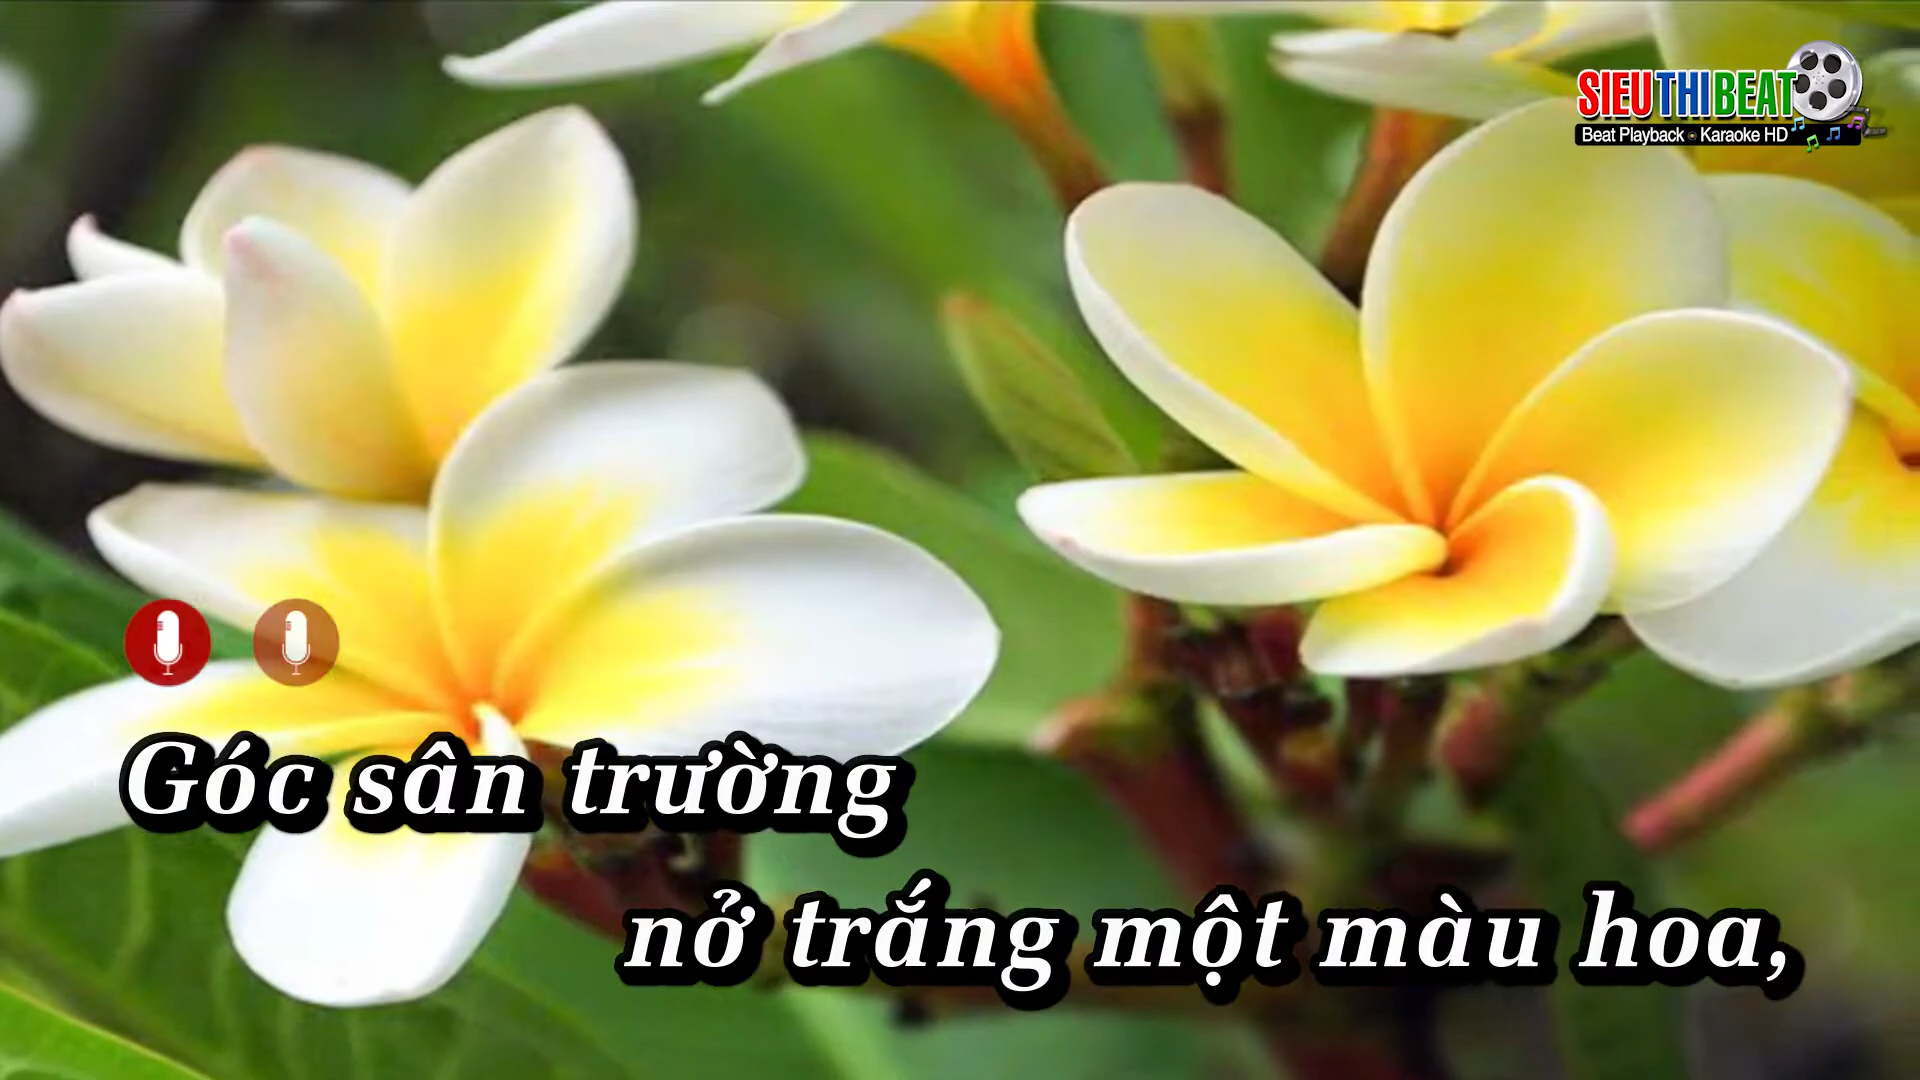 SIEUTHIBEAT
Beat Playback • Karaoke HD
Góc sân trường
nở trắng một màu hoa,